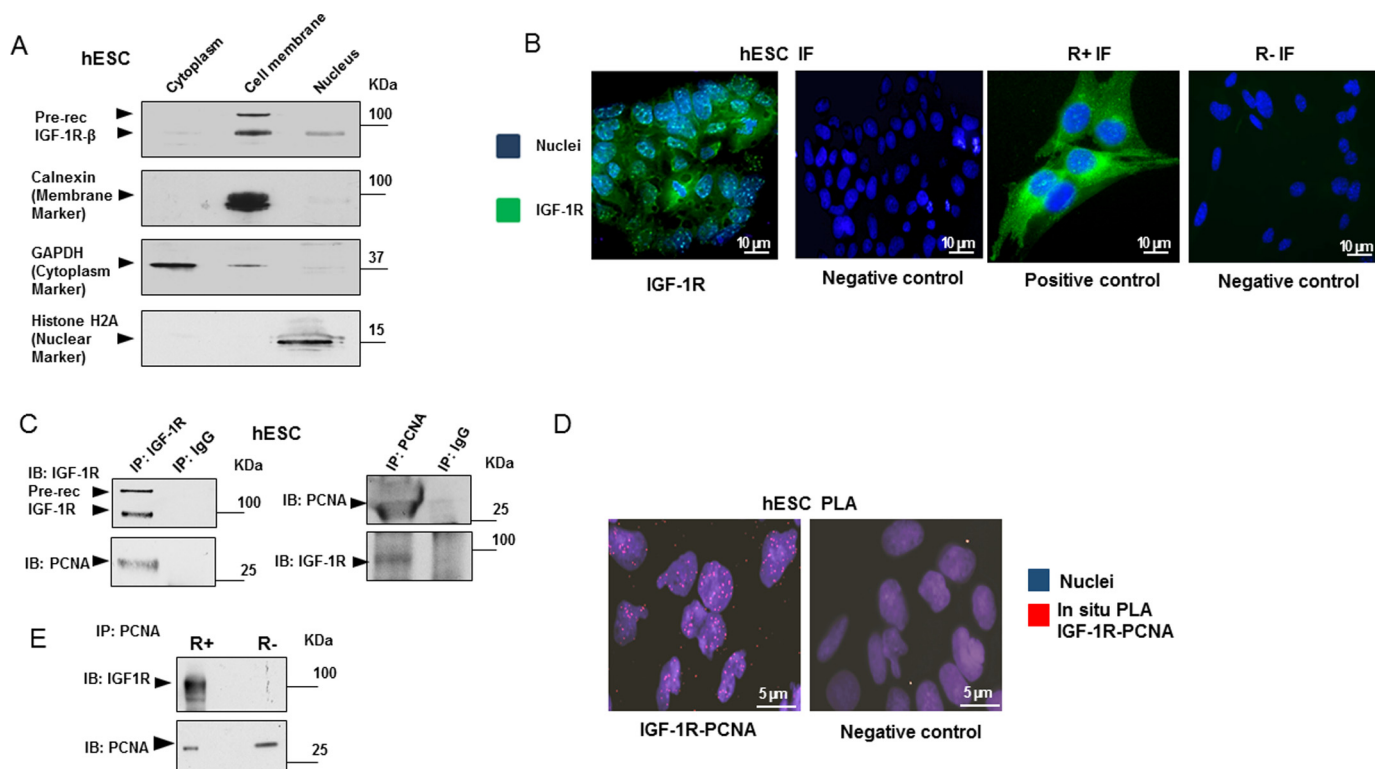 A
hESC
Cytoplasm
Cell membrane
Nucleus
KDa
Pre-rec
IGF-1R-β
100
Calnexin
(Membrane
Marker)
100
GAPDH
(Cytoplasm
Marker)
37
Histone H2A
(Nuclear
Marker)
15
B
hESC IF
R+ IF
R- IF
Nuclei
IGF-1R
10 µm
10 µm
10 µm
10 µm
IGF-1R
Negative control
Positive control
Negative control
C
IP: IGF-1R
IP: IgG
hESC
KDa
IB: IGF-1R
Pre-rec
IGF-1R
100
IB: PCNA
25
IP: PCNA
IP: IgG
KDa
IB: PCNA
25
IB: IGF-1R
100
D
hESC PLA
5 µm
5 µm
IGF-1R-PCNA
Negative control
Nuclei
In situ PLA
IGF-1R-PCNA
E
IP: PCNA
R+
R-
KDa
IB: IGF1R
100
IB: PCNA
25